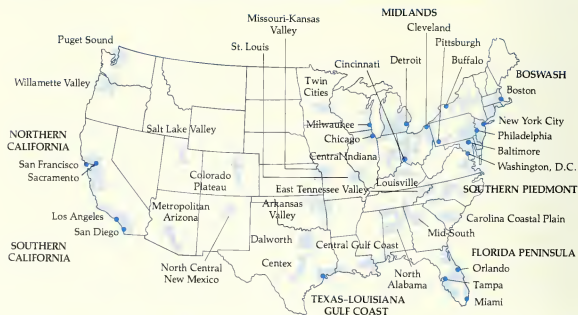 Missouri-Kansas
Valley
MIDLANDS
Cleveland
Pittsburgh
Buffalo
Puget Sound
St. Louis
Cincinnati
Detroit
BOSWASH
Boston
Willamette Valley
Twin
Cities
New York City
Philadelphia
Baltimore
Washington, D.C.
Milwaukee
Chicago
Salt Lake Valley
NORTHERN
CALIFORNIA
Central Indiana
San Francisco
Sacramento
Colorado
Plateau
East Tennessee Valley
Louisville
SOUTHERN PIEDMONT
Metropolitan
Arizona
Arkansas
Valley
Carolina Coastal Plain
Mid-South
Los Angeles
San Diego
Dalworth
Central Gulf Coast
SOUTHERN
CALIFORNIA
North Central
New Mexico
Centex
North
Alabama
FLORIDA PENINSULA
Orlando
Tampa
Miami
TEXAS–LOUISIANA
GULF COAST